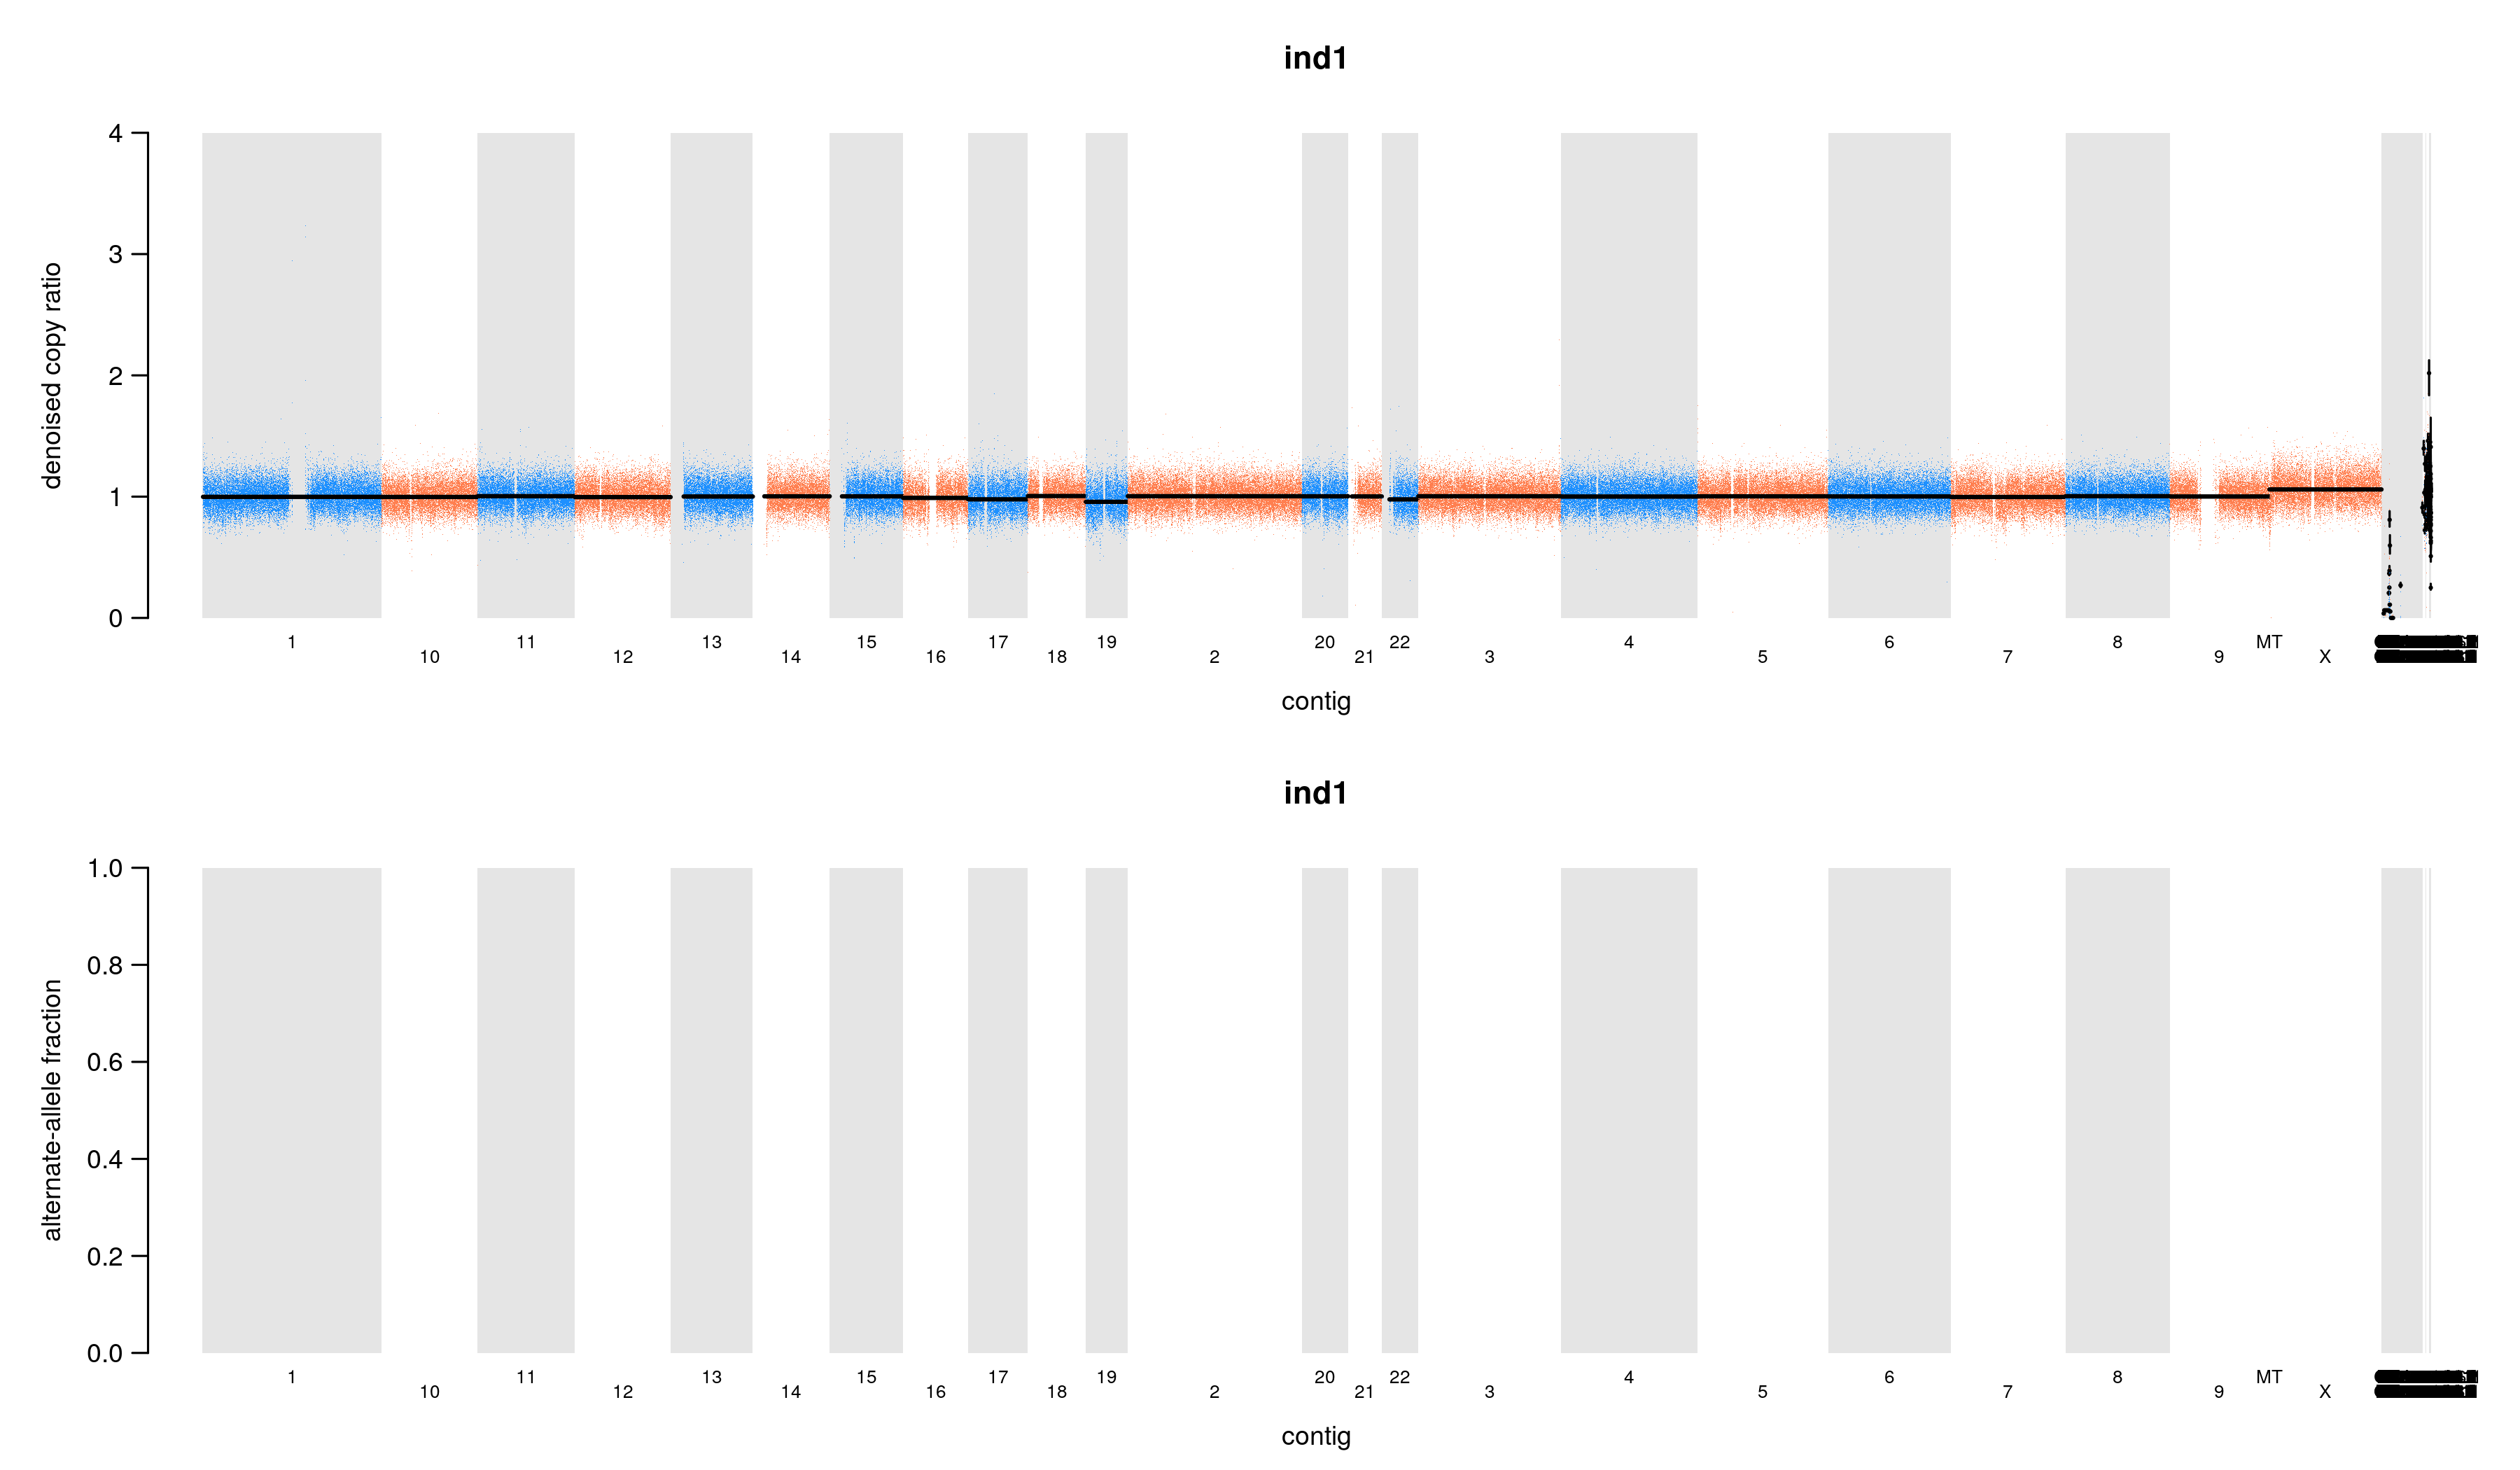 ind1
denoised copy ratio
4
3
2
1
0
1 11 13 15 17 19 20 22 4 6 8 MT
10 12 14 16 18 2 21 3 5 7 9 X
contig
ind1
alternate-allele fraction
1.0
0.8
0.6
0.4
0.2
0.0
1 11 13 15 17 19 20 22 4 6 8 MT
10 12 14 16 18 2 21 3 5 7 9 X
contig